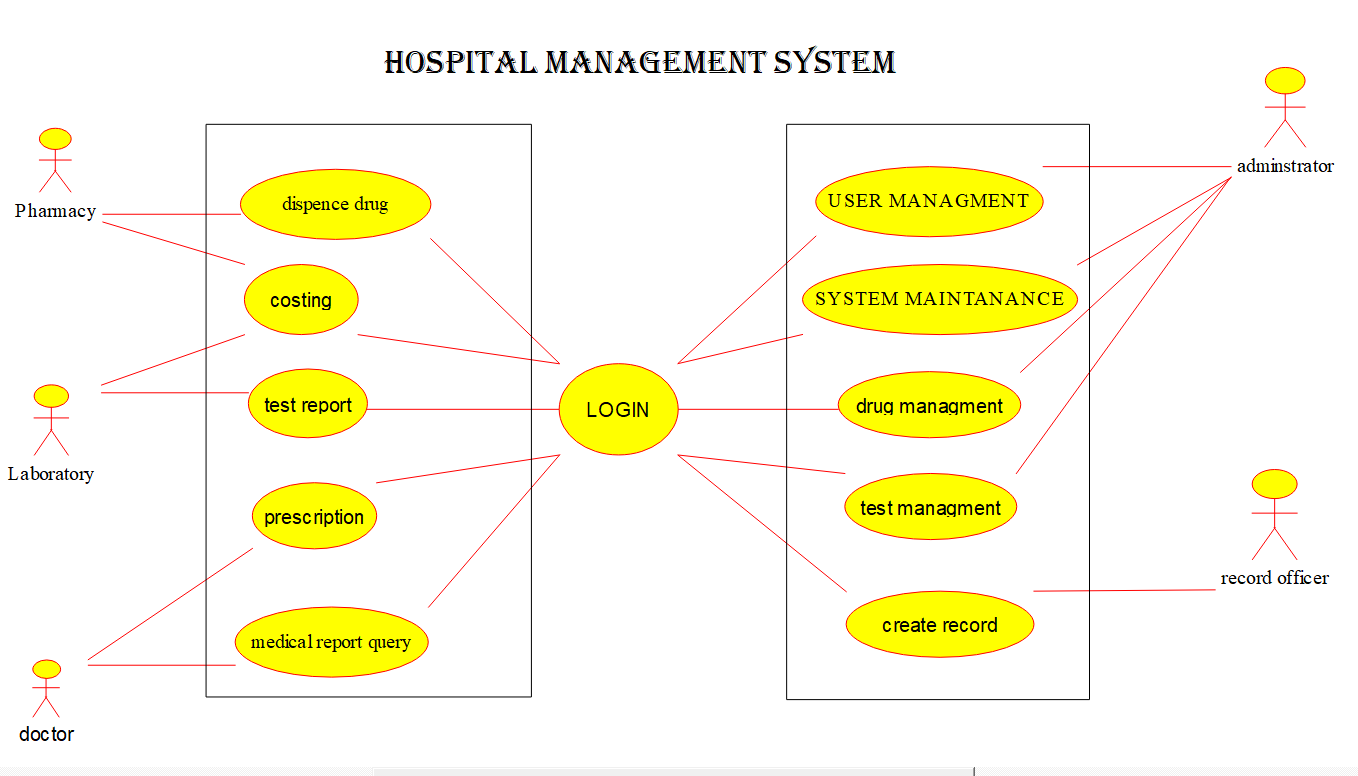 HOSPITAL MANAGEMENT SYSTEM
adminstrator
Pharmacy
dispence drug
USER MANAGMENT
costing
SYSTEM MAINTANANCE
test report
LOGIN
drug managment
Laboratory
prescription
test managment
record officer
medical report query
create record
doctor